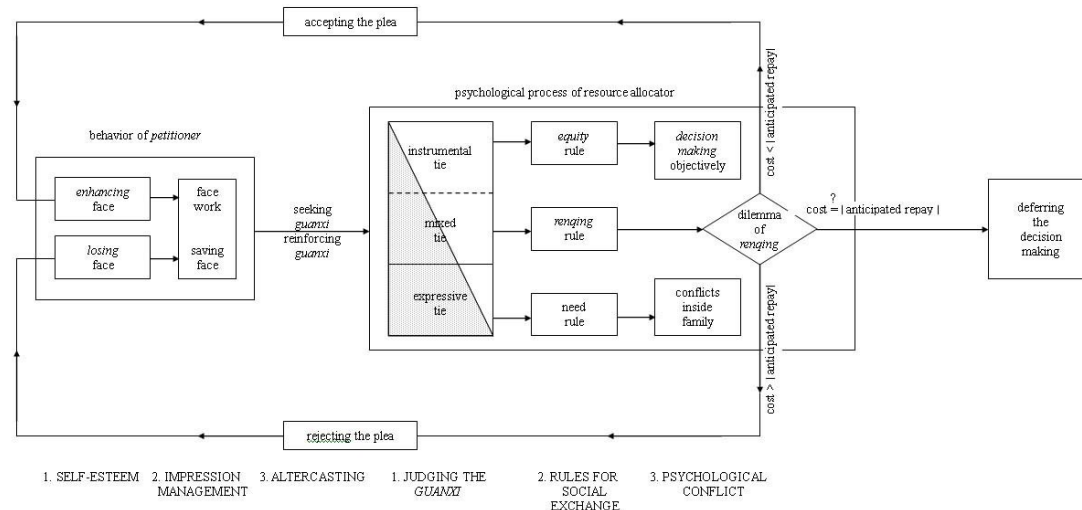 accepting the plea
psychological process of resource allocator
behavior of petitioner
enhancing
face
face
work
losing
face
saving
face
seeking
guanxi
reinforcing
guanxi
instrumental
tie
mixed
tie
expressive
tie
equity
rule
renqing
rule
need
rule
decision
making
objectively
conflicts
inside
family
dilemma
of
renqing
cost < | anticipated repay|
?
cost = | anticipated repay |
cost > | anticipated repay|
deferring
the
decision
making
rejecting the plea
1. SELF-ESTEEM
2. IMPRESSION
MANAGEMENT
3. ALTERCASTING
1. JUDGING THE
GUANXI
2. RULES FOR
SOCIAL
EXCHANGE
3. PSYCHOLOGICAL
CONFLICT